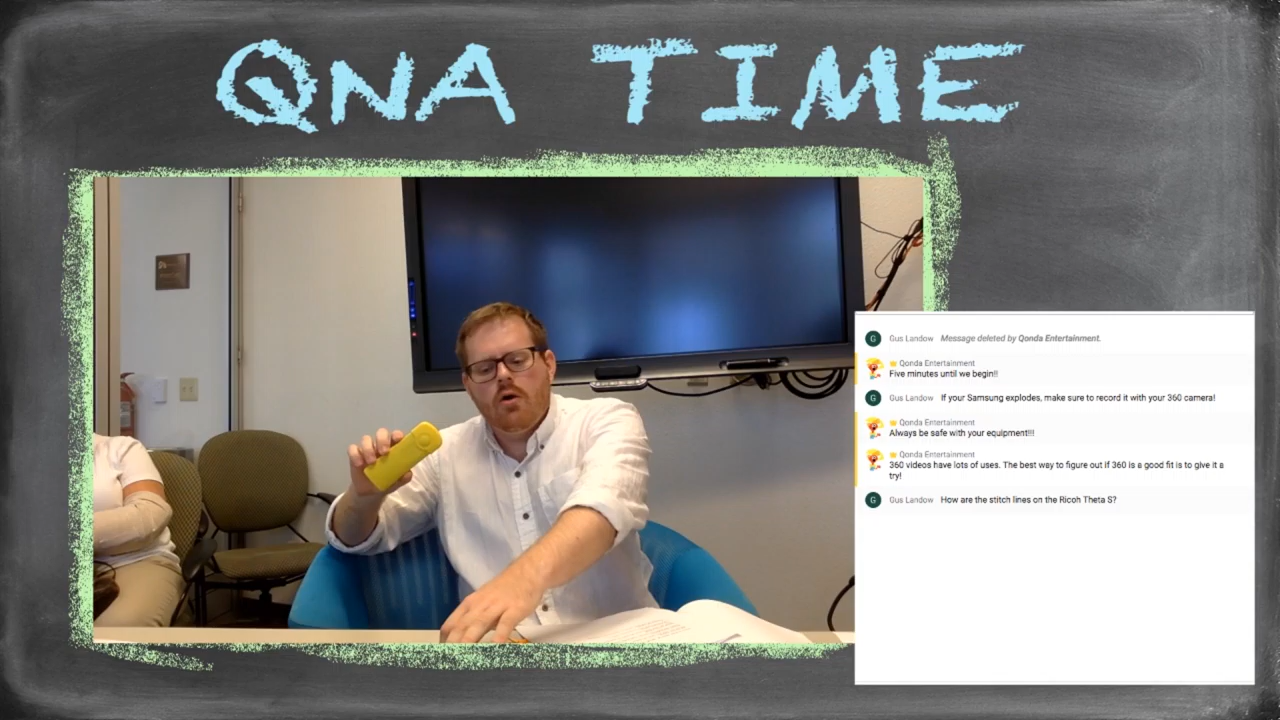 QNA TIME
G Gus Landow Message deleted by Qonda Entertainment.
Qonda Entertainment
Five minutes until we begin!!
G Gus Landow If your Samsung explodes, make sure to record it with your 360 camera!
Qonda Entertainment
Always be safe with your equipment!!!
Qonda Entertainment
360 videos have lots of uses. The best way to figure out if 360 is a good fit is to give it a
try!
G Gus Landow How are the stitch lines on the Ricoh Theta S?